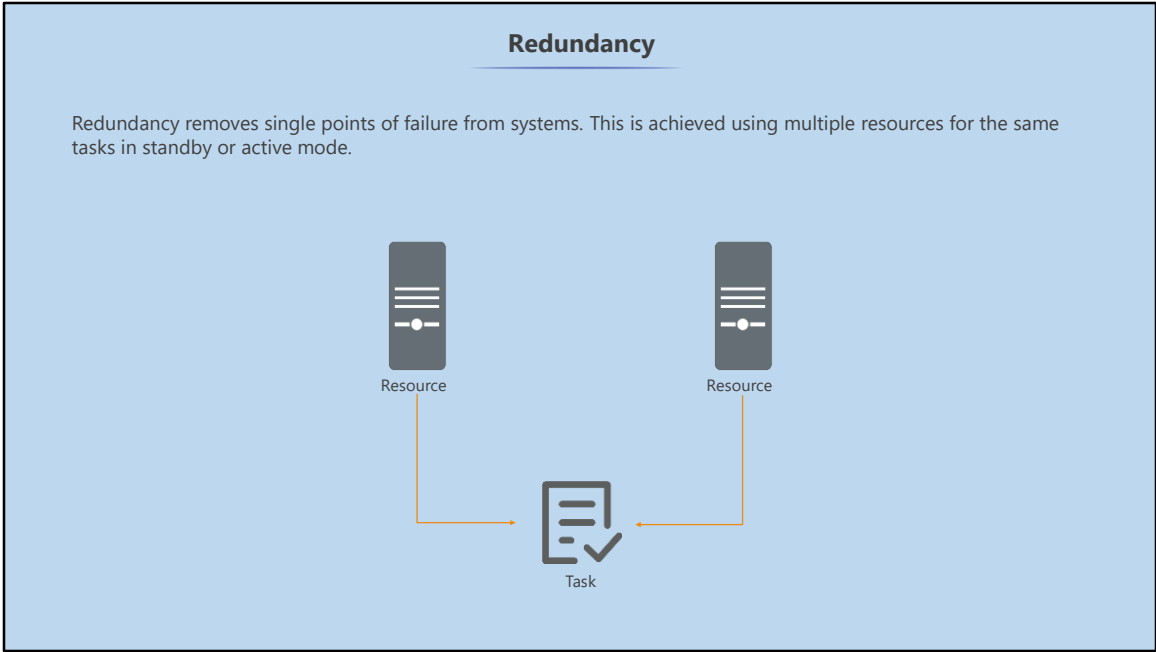 Redundancy
Redundancy removes single points of failure from systems. This is achieved using multiple resources for the same
tasks in standby or active mode.
Resource
Resource
Task